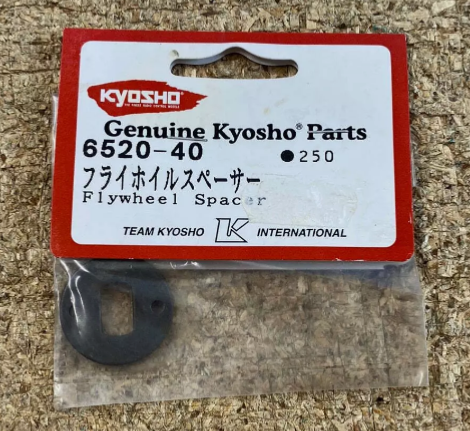 KYOSHO
Genuine Kyosho® Parts
6520-40 ●250
フライホイルスペーサー
Flywheel Spacer
TEAM KYOSHO K INTERNATIONAL